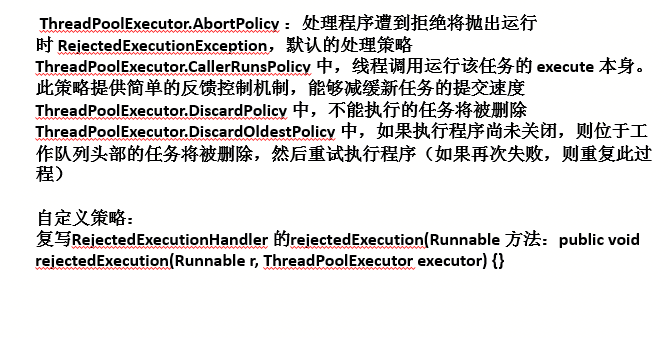 ThreadPoolExecutor.AbortPolicy：处理程序遭到拒绝将抛出运行
时 RejectedExecutionException，默认的处理策略
ThreadPoolExecutor.CallerRunsPolicy 中，线程调用运行该任务的 execute 本身。
此策略提供简单的反馈控制机制，能够减缓新任务的提交速度
ThreadPoolExecutor.DiscardPolicy 中，不能执行的任务将被删除
ThreadPoolExecutor.DiscardOldestPolicy 中，如果执行程序尚未关闭，则位于工
作队列头部的任务将被删除，然后重试执行程序（如果再次失败，则重复此过
程）
自定义策略：
复写RejectedExecutionHandler 的rejectedExecution(Runnable 方法：public void
rejectedExecution(Runnable r, ThreadPoolExecutor executor) {}